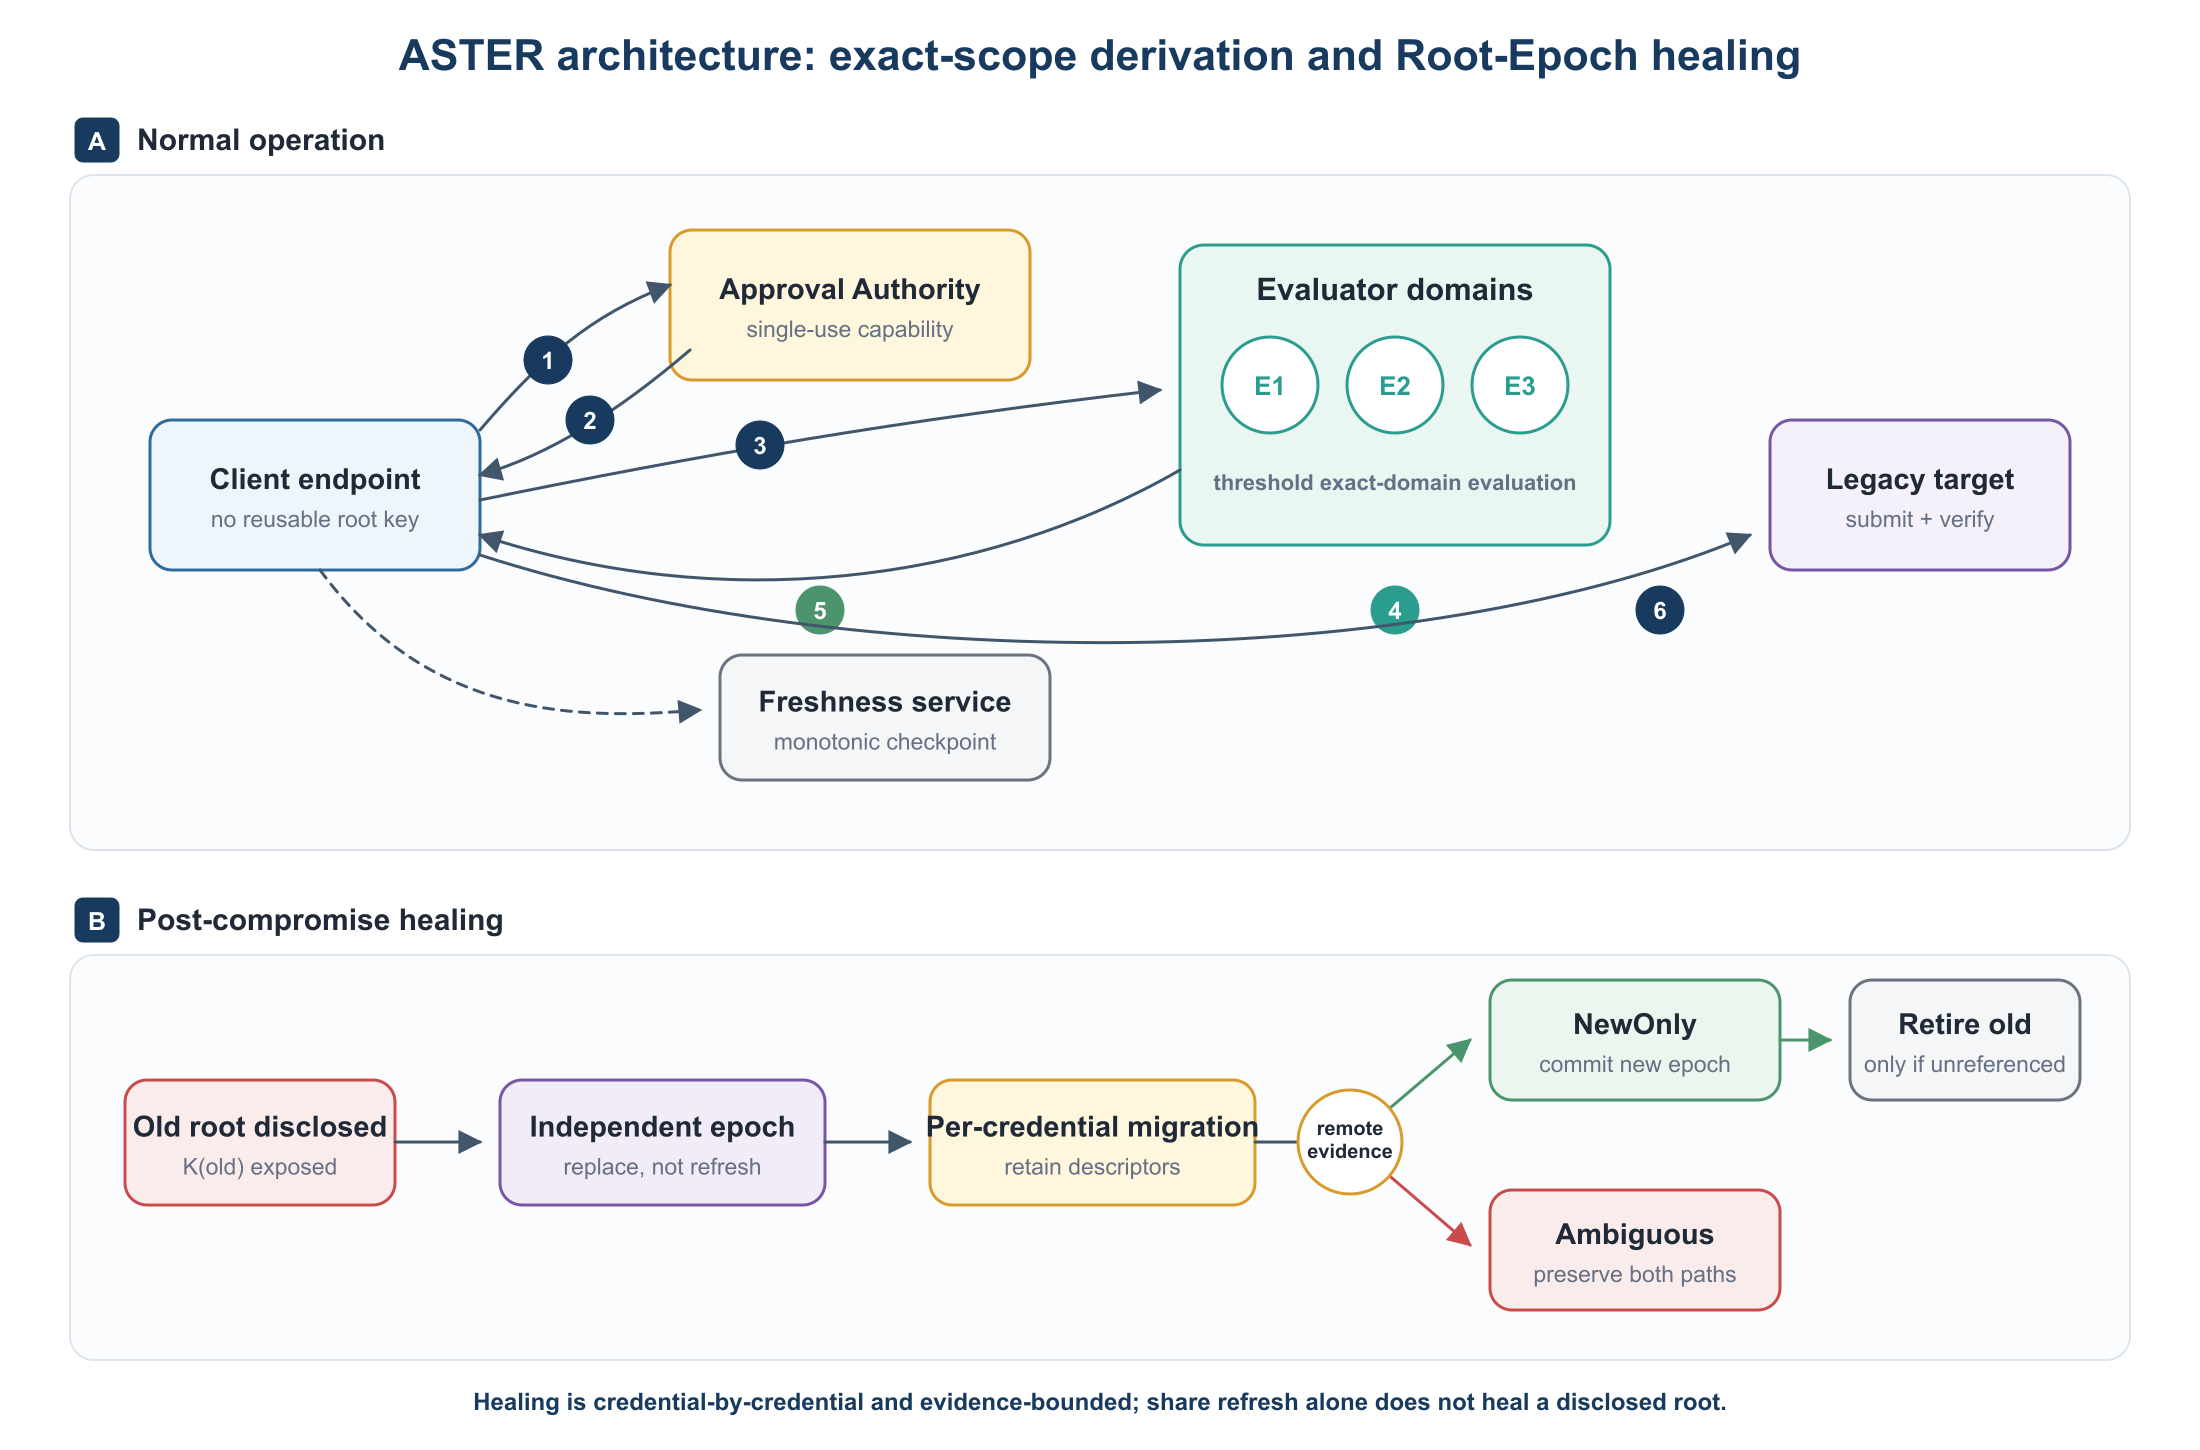 ASTER architecture: exact-scope derivation and Root-Epoch healing
A Normal operation
Approval Authority
single-use capability
Evaluator domains
E1 E2 E3
threshold exact-domain evaluation
1
2
3
Client endpoint
no reusable root key
Legacy target
submit + verify
5
4
6
Freshness service
monotonic checkpoint
B Post-compromise healing
Old root disclosed
K(old) exposed
Independent epoch
replace, not refresh
Per-credential migration
retain descriptors
remote
evidence
NewOnly
commit new epoch
Retire old
only if unreferenced
Ambiguous
preserve both paths
Healing is credential-by-credential and evidence-bounded; share refresh alone does not heal a disclosed root.